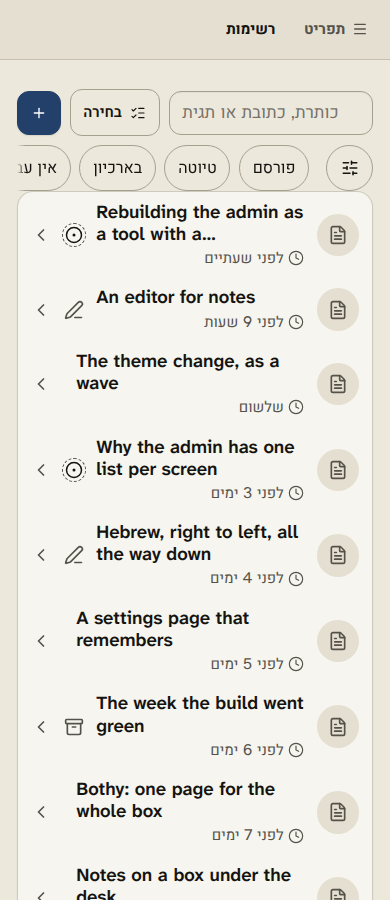 תפריט
רשימות
כותרת, כתובת או תגית
בחירה
פורסם
טיוטה
בארכיון
אין עב
Rebuilding the admin as
a tool with a...
לפני שעתיים
An editor for notes
לפני 9 שעות
The theme change, as a
wave
שלשום
Why the admin has one
list per screen
לפני 3 ימים
Hebrew, right to left, all
the way down
לפני 4 ימים
A settings page that
remembers
לפני 5 ימים
The week the build went
green
לפני 6 ימים
Bothy: one page for the
whole box
לפני 7 ימים
Notes on a box under the
desk